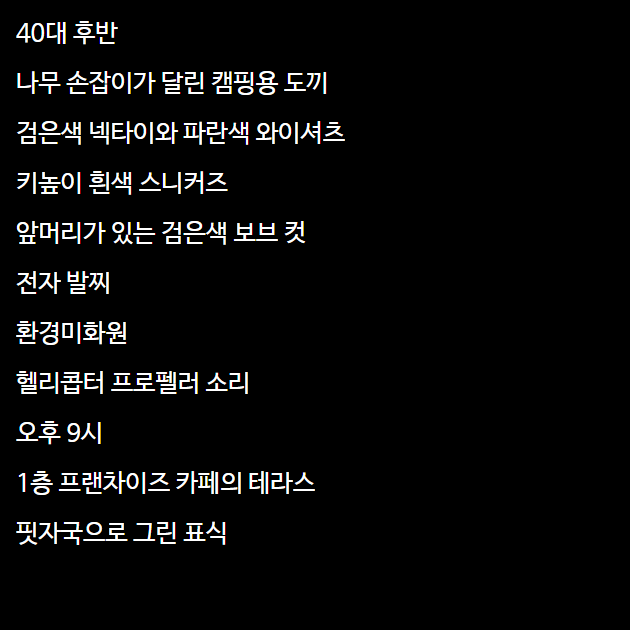 40대 후반
나무 손잡이가 달린 캠핑용 도끼
검은색 넥타이와 파란색 와이셔츠
키높이 흰색 스니커즈
앞머리가 있는 검은색 보브 컷
전자 발찌
환경미화원
헬리콥터 프로펠러 소리
오후 9시
1층 프랜차이즈 카페의 테라스
핏자국으로 그린 표식